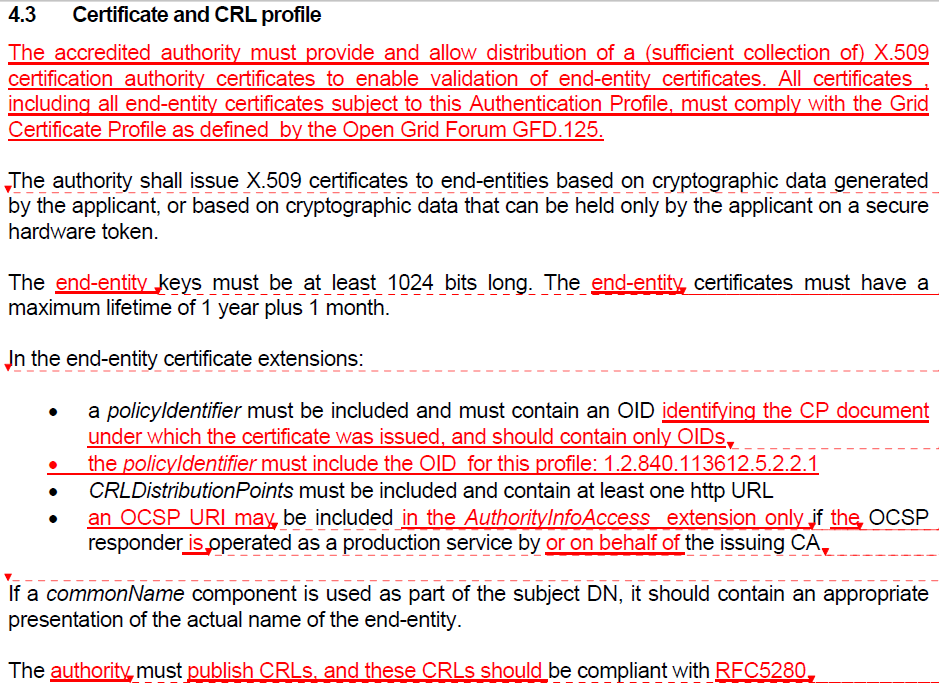 4.3 Certificate and CRL profile
The accredited authority must provide and allow distribution of a (sufficient collection of) X.509
certification authority certificates to enable validation of end-entity certificates. All certificates ,
including all end-entity certificates subject to this Authentication Profile, must comply with the Grid
Certificate Profile as defined by the Open Grid Forum GFD.125.
The authority shall issue X.509 certificates to end-entities based on cryptographic data generated
by the applicant, or based on cryptographic data that can be held only by the applicant on a secure
hardware token.
The end-entity keys must be at least 1024 bits long. The end-entity certificates must have a
maximum lifetime of 1 year plus 1 month.
In the end-entity certificate extensions:
• a policyIdentifier must be included and must contain an OID identifying the CP document
under which the certificate was issued, and should contain only OIDs
• the policyIdentifier must include the OID for this profile: 1.2.840.113612.5.2.2.1
• CRLDistributionPoints must be included and contain at least one http URL
• an OCSP URI may be included in the AuthorityInfoAccess extension only if the OCSP
responder is operated as a production service by or on behalf of the issuing CA
If a commonName component is used as part of the subject DN, it should contain an appropriate
presentation of the actual name of the end-entity.
The authority must publish CRLs, and these CRLs should be compliant with RFC5280